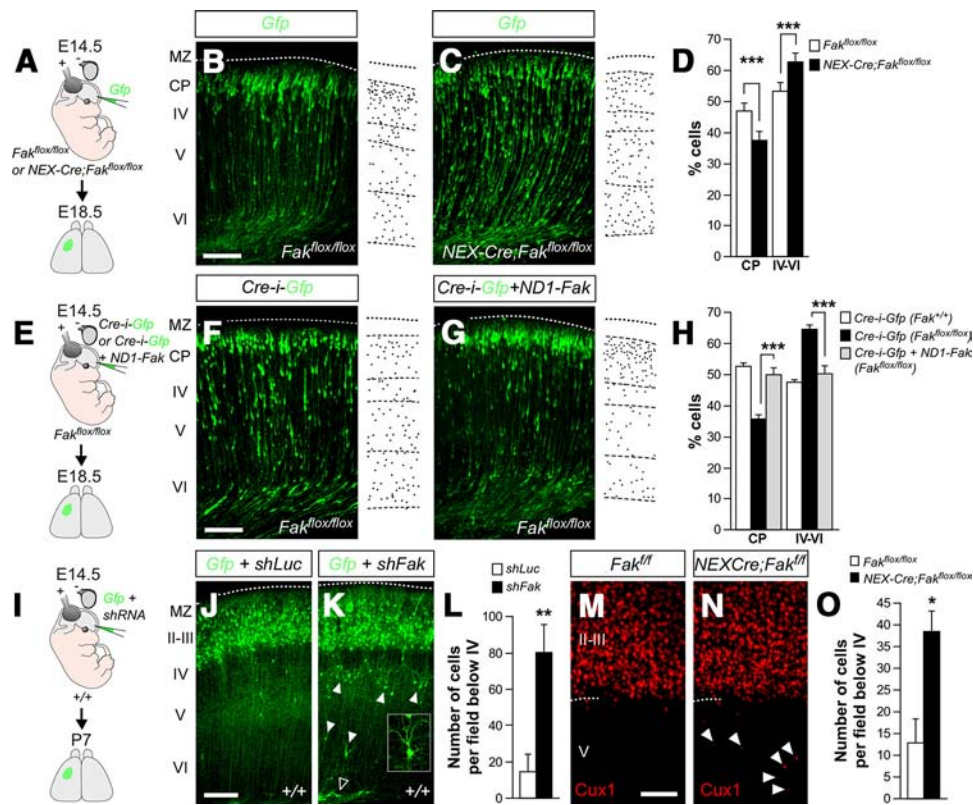 A
E14.5
+ -
Gfp
Fak^flox/flox
or NEX-Cre;Fak^flox/flox
E18.5
B
Gfp
MZ
CP
IV
V
VI
Fak^flox/flox
C
Gfp
NEX-Cre;Fak^flox/flox
D
Fak^flox/flox
NEX-Cre;Fak^flox/flox
***
***
% cells
70
60
50
40
30
20
10
0
CP IV-VI
E
E14.5
+ -
Cre-i-Gfp
or Cre-i-Gfp
+ ND1-Fak
Fak^flox/flox
E18.5
F
Cre-i-Gfp
MZ
CP
IV
V
VI
Fak^flox/flox
G
Cre-i-Gfp+ND1-Fak
Fak^flox/flox
H
Cre-i-Gfp (Fak^+/+)
Cre-i-Gfp (Fak^flox/flox)
Cre-i-Gfp + ND1-Fak
(Fak^flox/flox)
***
***
% cells
70
60
50
40
30
20
10
0
CP IV-VI
I
E14.5
+ -
Gfp +
shRNA
+/+
P7
J
Gfp + shLuc
MZ
II-III
IV
V
VI
+/+
K
Gfp + shFak
+/+
L
shLuc
shFak
**
Number of cells
per field below IV
100
80
60
40
20
0
M
Fak^f/f
II-III
V
Cux1
N
NEXCre;Fak^f/f
Cux1
O
Fak^flox/flox
NEX-Cre;Fak^flox/flox
*
Number of cells
per field below IV
45
40
35
30
25
20
15
10
5
0